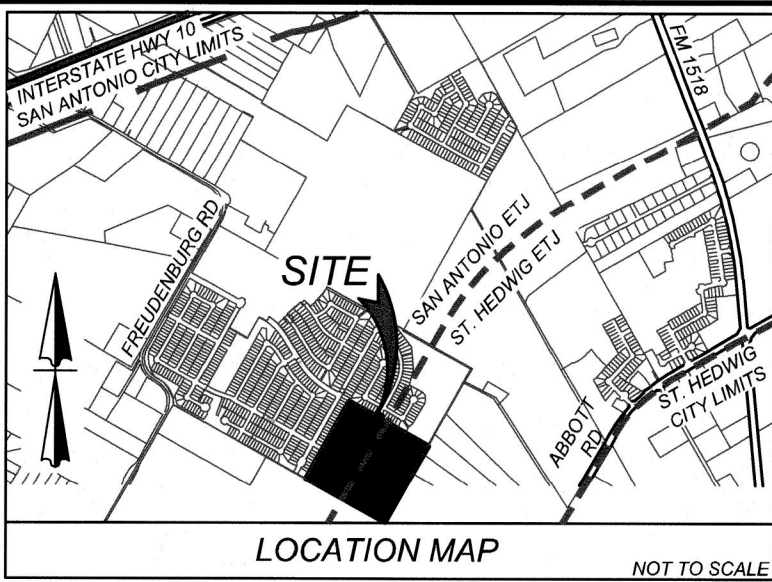 INTERSTATE HWY 10
SAN ANTONIO CITY LIMITS
FM 1518
FREUDENBURG RD
SITE
SAN ANTONIO ETJ
ST. HEDWIG ETJ
ABBOTT
RD
ST. HEDWIG
CITY LIMITS
LOCATION MAP
NOT TO SCALE